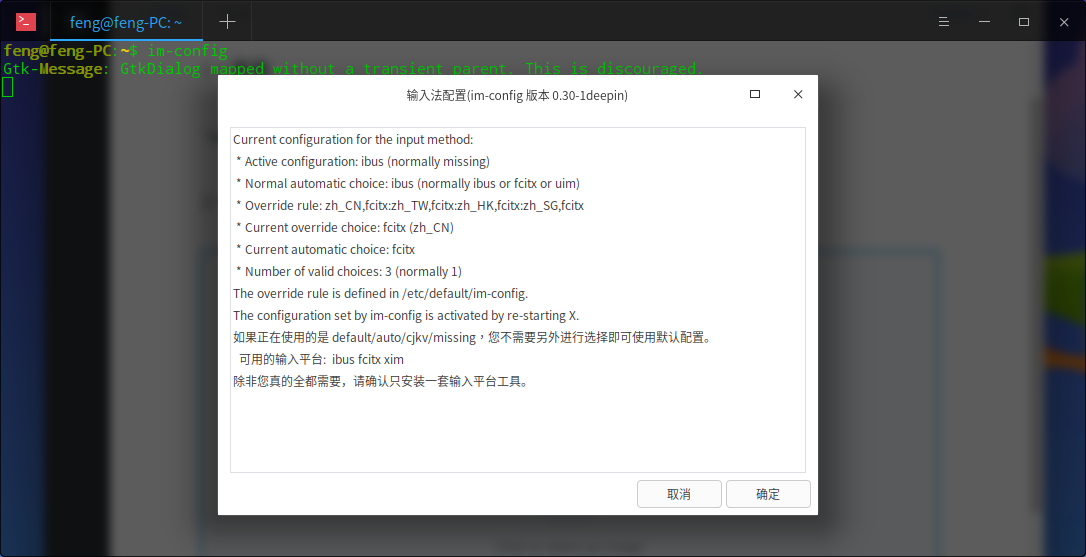 feng@feng-PC: ~
feng@feng-PC:~$ im-config
Gtk-Message: GtkDialog mapped without a transient parent. This is discouraged.
输入法配置(im-config 版本 0.30-1deepin)
Current configuration for the input method:
* Active configuration: ibus (normally missing)
* Normal automatic choice: ibus (normally ibus or fcitx or uim)
* Override rule: zh_CN,fcitx:zh_TW,fcitx:zh_HK,fcitx:zh_SG,fcitx
* Current override choice: fcitx (zh_CN)
* Current automatic choice: fcitx
* Number of valid choices: 3 (normally 1)
The override rule is defined in /etc/default/im-config.
The configuration set by im-config is activated by re-starting X.
如果正在使用的是 default/auto/cjkv/missing，您不需要另外进行选择即可使用默认配置。
可用的输入平台: ibus fcitx xim
除非您真的全都需要，请确认只安装一套输入平台工具。
取消
确定